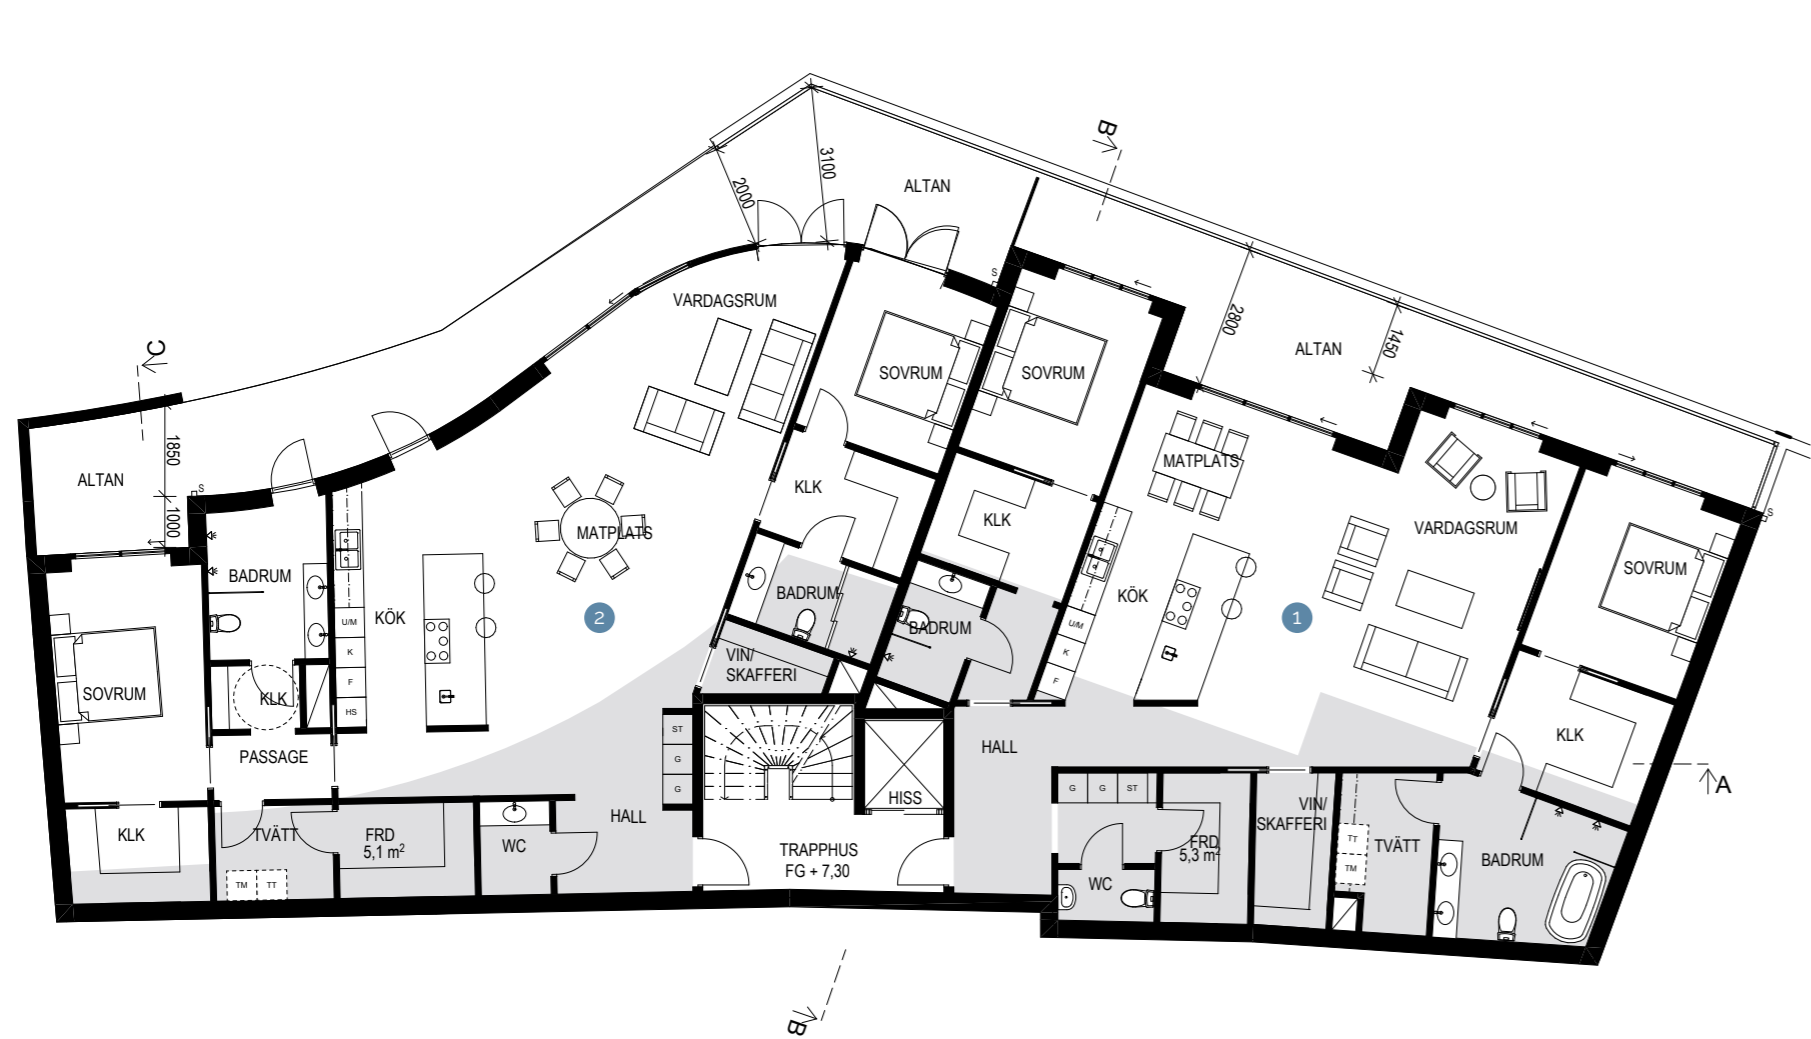 B
3100
2000
ALTAN
S
2800
1450
ALTAN
VARDAGSRUM
C
SOVRUM
SOVRUM
1850
ALTAN
S
1000
MATPLATS
KLK
KLK
MATPLATS
VARDAGSRUM
S
SOVRUM
BADRUM
KÖK
U/M
K
F
HS
2
BADRUM
BADRUM
KÖK
U/M
K
F
1
VIN/
SKAFFERI
SOVRUM
KLK
PASSAGE
ST
G
G
HALL
KLK
A
HISS
G
G
ST
VIN/
SKAFFERI
KLK
TVÄTT
FRD
5,1 m²
WC
HALL
TRAPPHUS
FG + 7,30
FRD
5,3 m²
TT
TM
TVÄTT
BADRUM
TM
TT
WC
B